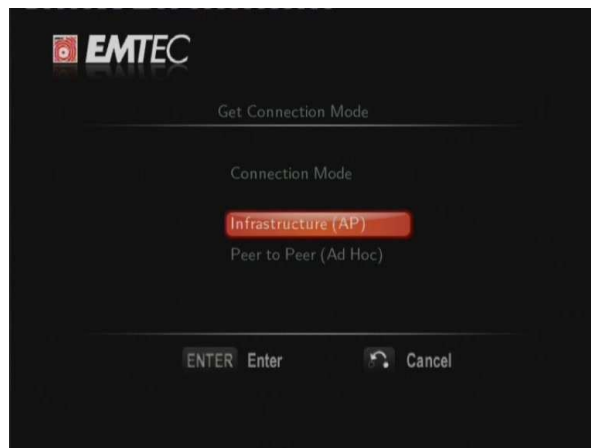 EMTEC
Get Connection Mode
Connection Mode
Infrastructure (AP)
Peer to Peer (Ad Hoc)
ENTER Enter Cancel